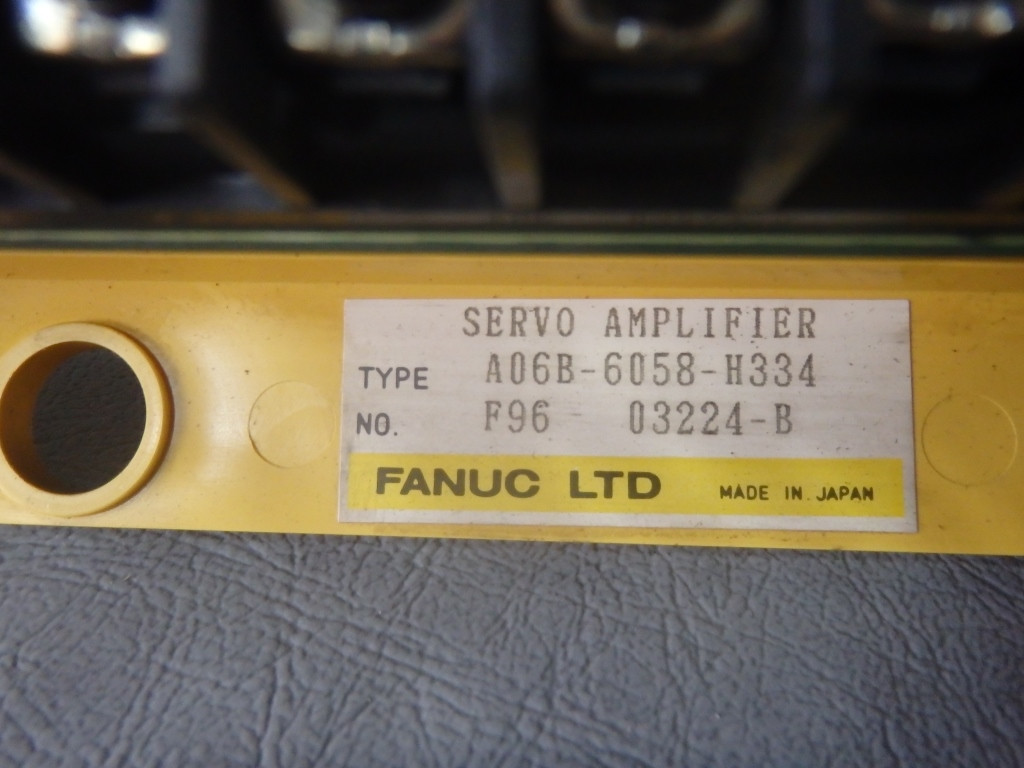 SERVO AMPLIFIER
TYPE A06B-6058-H334
NO. F96 03224-B
FANUC LTD MADE IN JAPAN